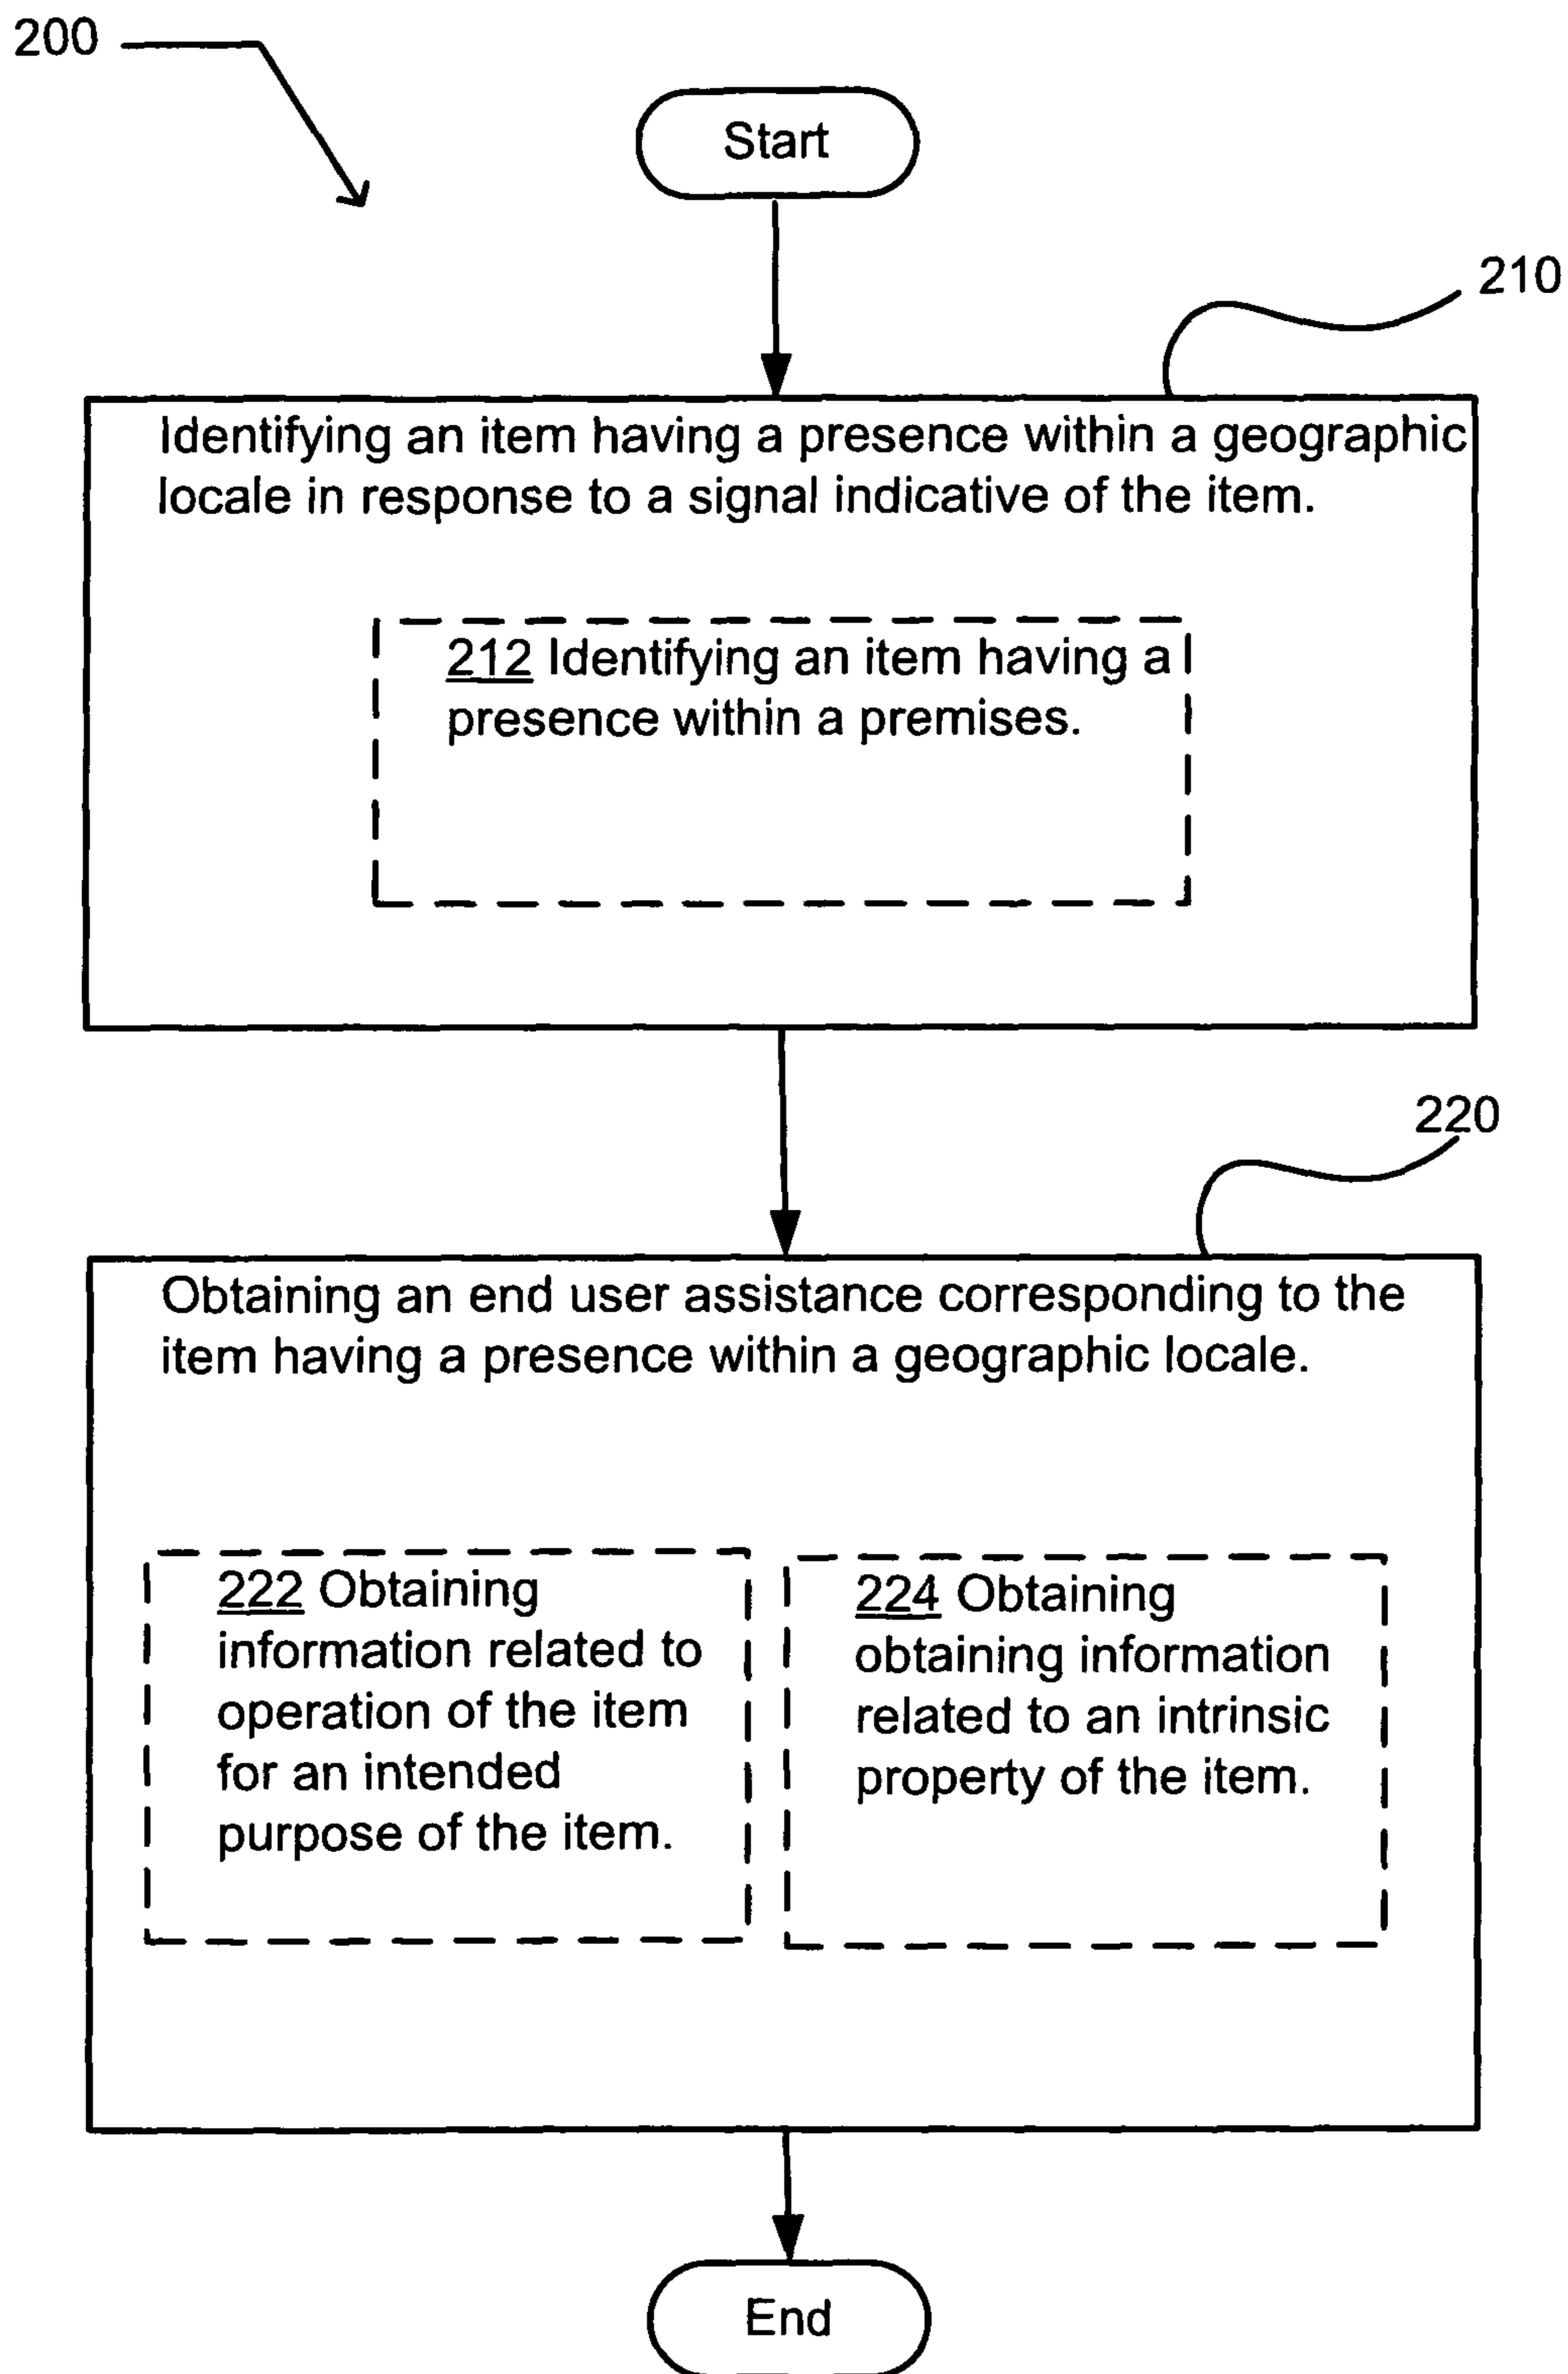 200
Start
210
Identifying an item having a presence within a geographic
locale in response to a signal indicative of the item.
212 Identifying an item having a
presence within a premises.
220
Obtaining an end user assistance corresponding to the
item having a presence within a geographic locale.
222 Obtaining
information related to
operation of the item
for an intended
purpose of the item.
224 Obtaining
obtaining information
related to an intrinsic
property of the item.
End